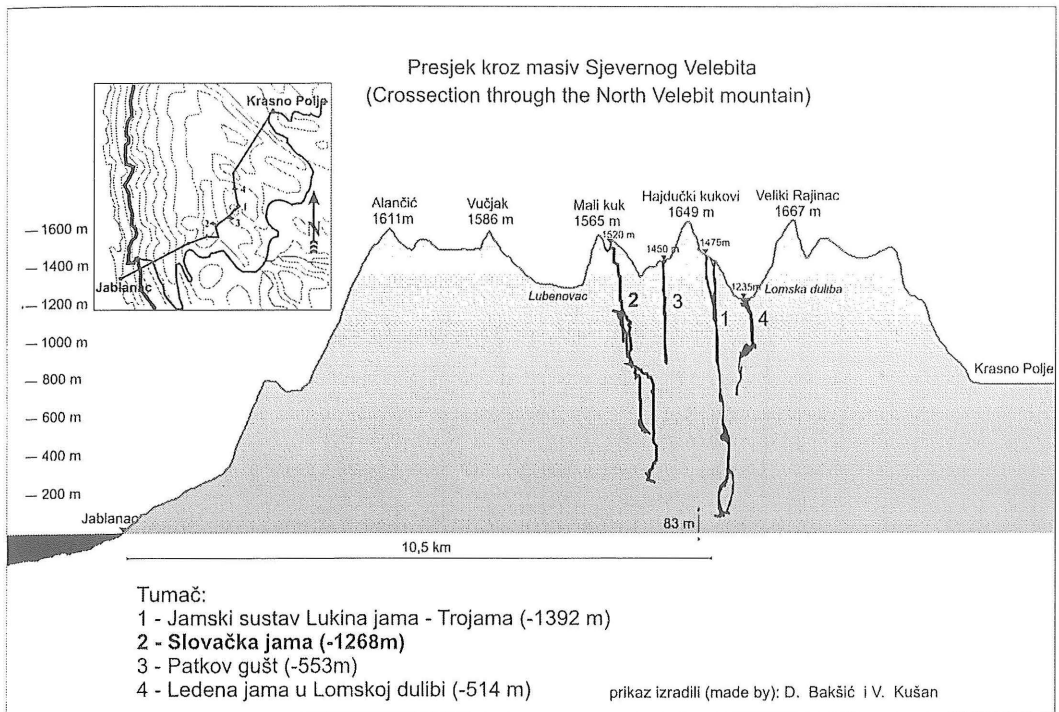 Presjek kroz masiv Sjevernog Velebita
(Crossection through the North Velebit mountain)
Krasno Polje
4
1
2
3
N
Jablanac
Alančić
1611m
Vučjak
1586 m
Mali kuk
1565 m
1520 m
Hajdučki kukovi
1649 m
1450 m
1475m
Veliki Rajinac
1667 m
1235m
Lomska duliba
Lubenovac
2
3
1
4
— 1600 m
— 1400 m
— 1200 m
— 1000 m
— 800 m
— 600 m
— 400 m
— 200 m
Krasno Polje
Jablanac
83 m
10,5 km
Tumač:
1 - Jamski sustav Lukina jama - Trojama (-1392 m)
2 - Slovačka jama (-1268m)
3 - Patkov gušt (-553m)
4 - Ledena jama u Lomskoj dulibi (-514 m)
prikaz izradili (made by): D. Bakšić i V. Kušan